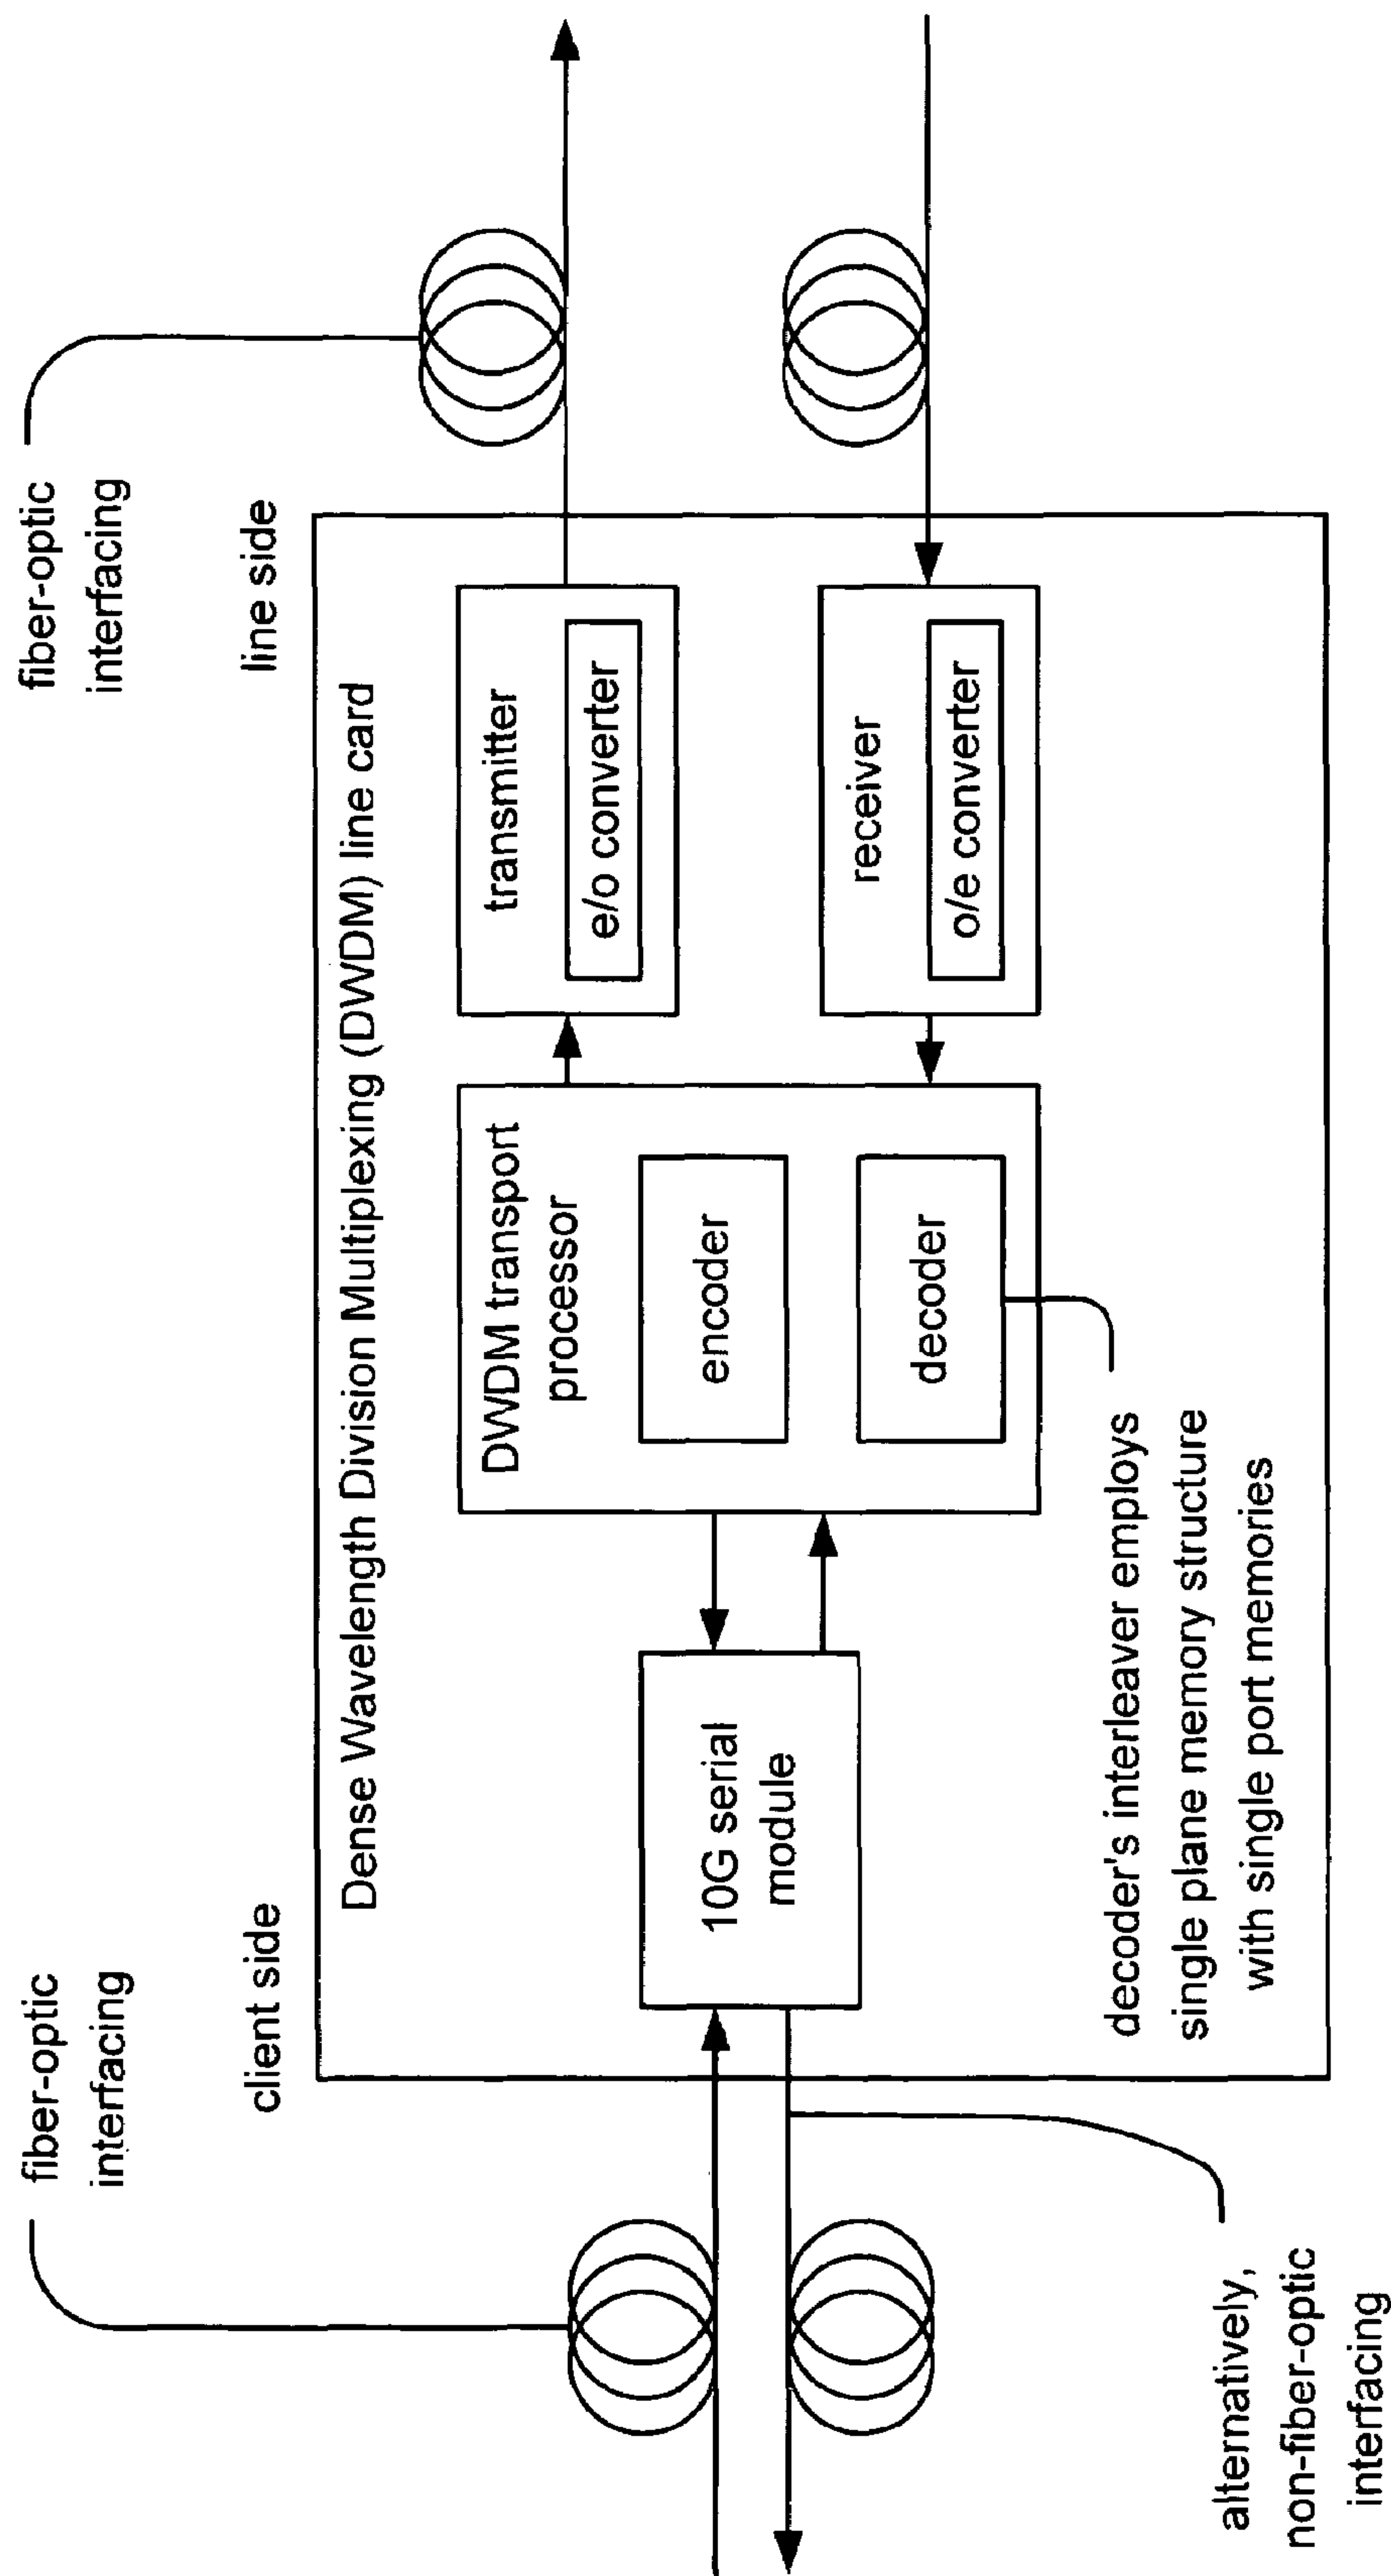 fiber-optic
interfacing
fiber-optic
interfacing
client side
line side
Dense Wavelength Division Multiplexing (DWDM) line card
10G serial
module
DWDM transport
processor
encoder
decoder
transmitter
e/o converter
receiver
o/e converter
decoder's interleaver employs
single plane memory structure
with single port memories
alternatively,
non-fiber-optic
interfacing